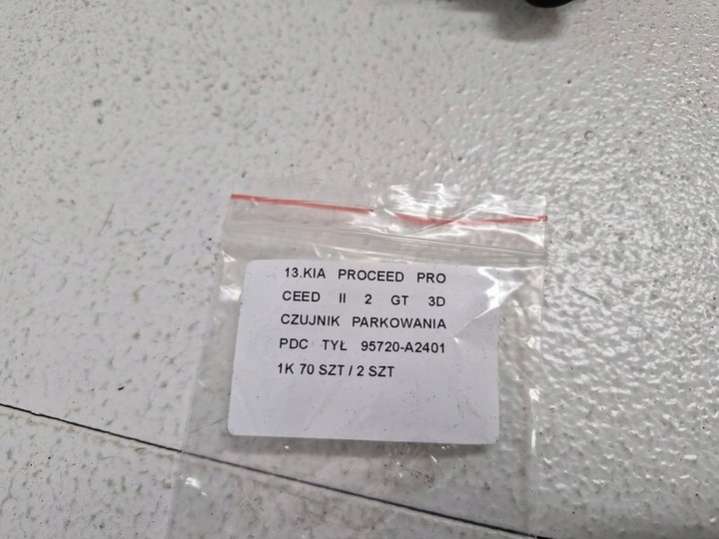 13.KIA PROCEED PRO
CEED II 2 GT 3D
CZUJNIK PARKOWANIA
PDC TYŁ 95720-A2401
1K 70 SZT / 2 SZT